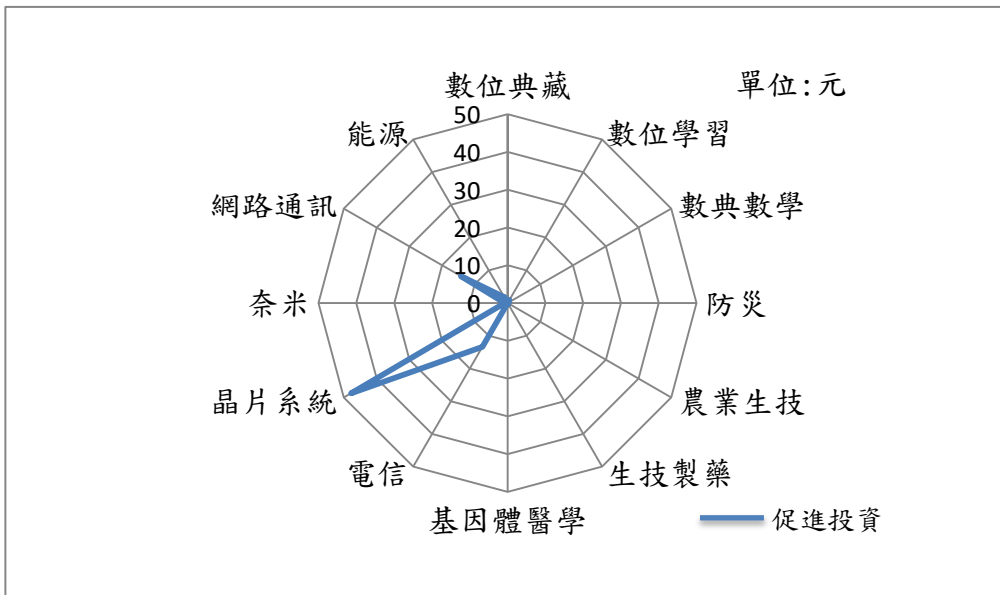 數位典藏
單位:元
50
40
30
20
10
0
數位學習
數典數學
防災
農業生技
生技製藥
基因體醫學
電信
晶片系統
奈米
網路通訊
能源
促進投資